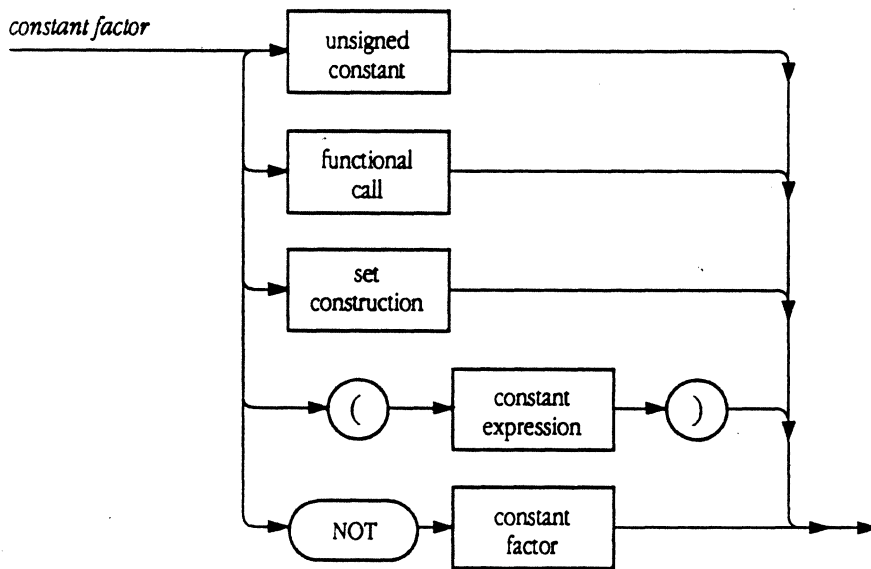 constant factor
unsigned
constant
functional
call
set
construction
(
constant
expression
)
NOT
constant
factor